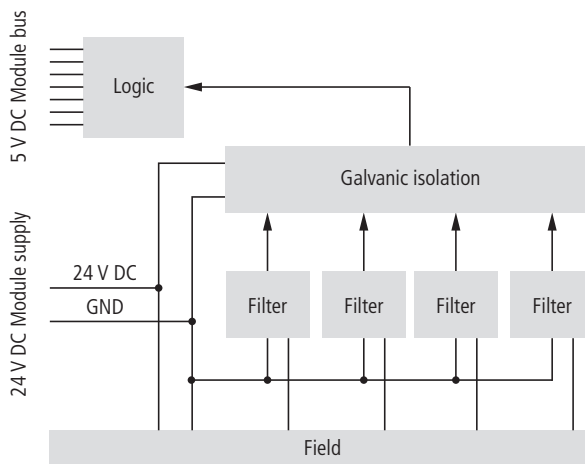 5 V DC Module bus
Logic
Galvanic isolation
24 V DC Module supply
24 V DC
GND
Filter
Filter
Filter
Filter
Field